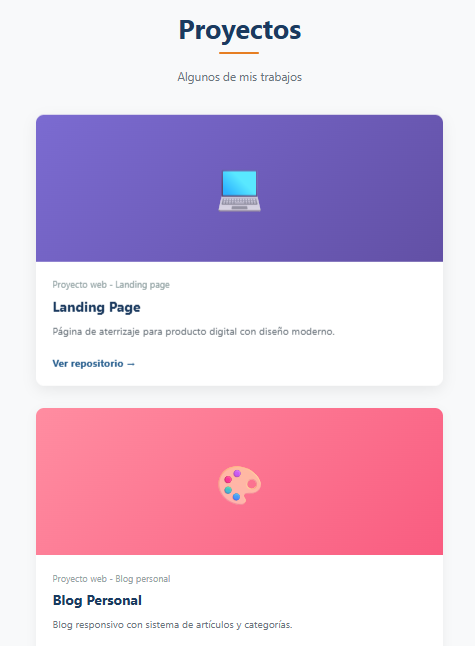 Proyectos
Algunos de mis trabajos
Proyecto web - Landing page
Landing Page
Página de aterrizaje para producto digital con diseño moderno.
Ver repositorio →
Proyecto web - Blog personal
Blog Personal
Blog responsivo con sistema de artículos y categorías.